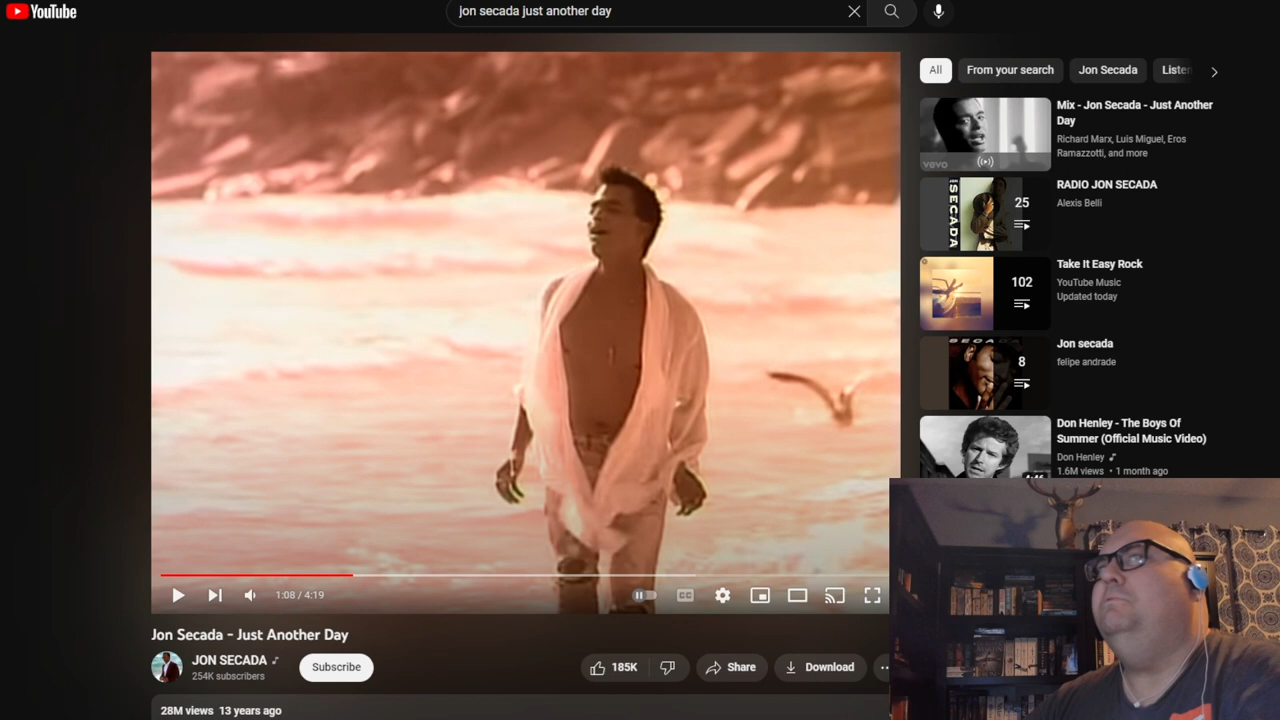 YouTube
jon secada just another day
All
From your search
Jon Secada
Listen
Mix - Jon Secada - Just Another
Day
Richard Marx, Luis Miguel, Eros
Ramazzotti, and more
vevo
RADIO JON SECADA
Alexis Belli
SECADA
25
Take It Easy Rock
YouTube Music
Updated today
102
Jon secada
felipe andrade
SECADA
8
Don Henley - The Boys Of
Summer (Official Music Video)
Don Henley
1.6M views • 1 month ago
1:08 / 4:19
CC
Jon Secada - Just Another Day
JON SECADA
254K subscribers
Subscribe
185K
Share
Download
28M views 13 years ago